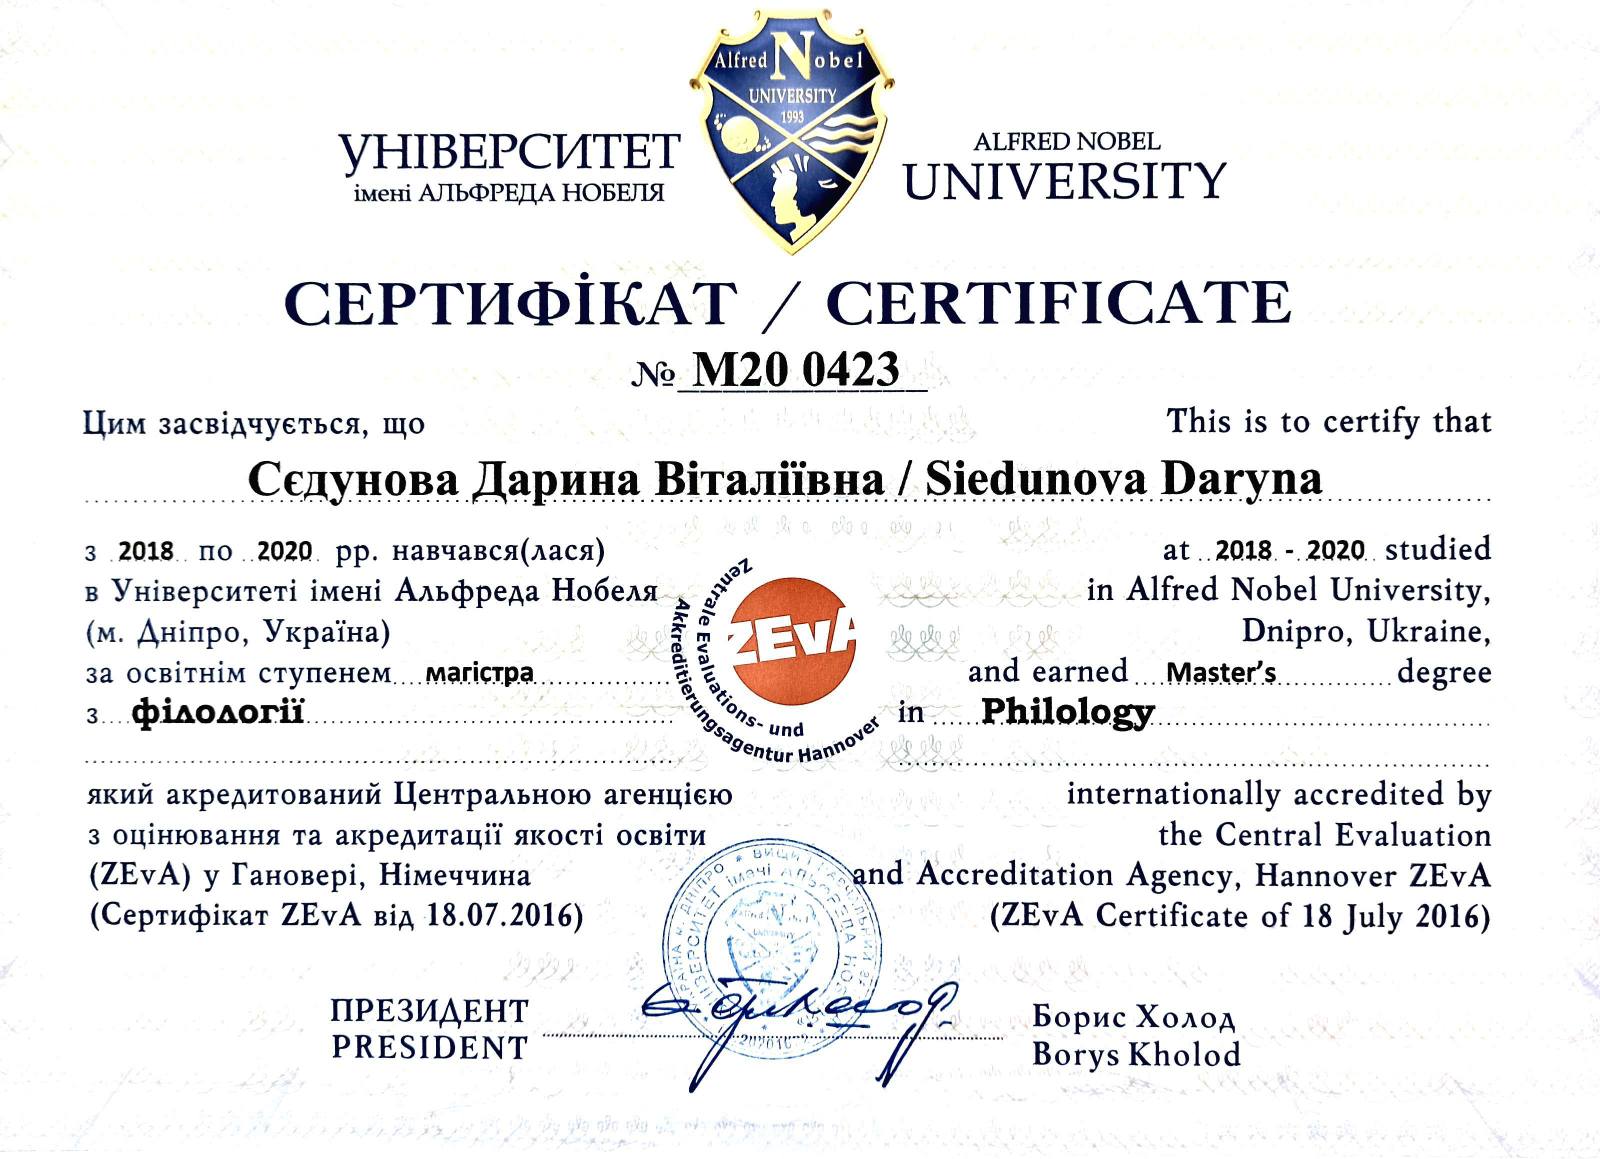 Alfred Nobel
UNIVERSITY
1993
УНІВЕРСИТЕТ
імені АЛЬФРЕДА НОБЕЛЯ
ALFRED NOBEL
UNIVERSITY
СЕРТИФІКАТ / CERTIFICATE
№ М20 0423
Цим засвідчується, що
This is to certify that
Сєдунова Дарина Віталіївна / Siedunova Daryna
з 2018 по 2020 рр. навчався(лася)
в Університеті імені Альфреда Нобеля
(м. Дніпро, Україна)
за освітнім ступенем магістра
з філології
at 2018 - 2020 studied
in Alfred Nobel University,
Dnipro, Ukraine,
and earned Master's degree
in Philology
ZEvA
Zentrale Evaluations- und
Akkreditierungsagentur Hannover
який акредитований Центральною агенцією
з оцінювання та акредитації якості освіти
(ZEvA) у Гановері, Німеччина
(Сертифікат ZEvA від 18.07.2016)
internationally accredited by
the Central Evaluation
and Accreditation Agency, Hannover ZEvA
(ZEvA Certificate of 18 July 2016)
ПРЕЗИДЕНТ
PRESIDENT
Борис Холод
Borys Kholod